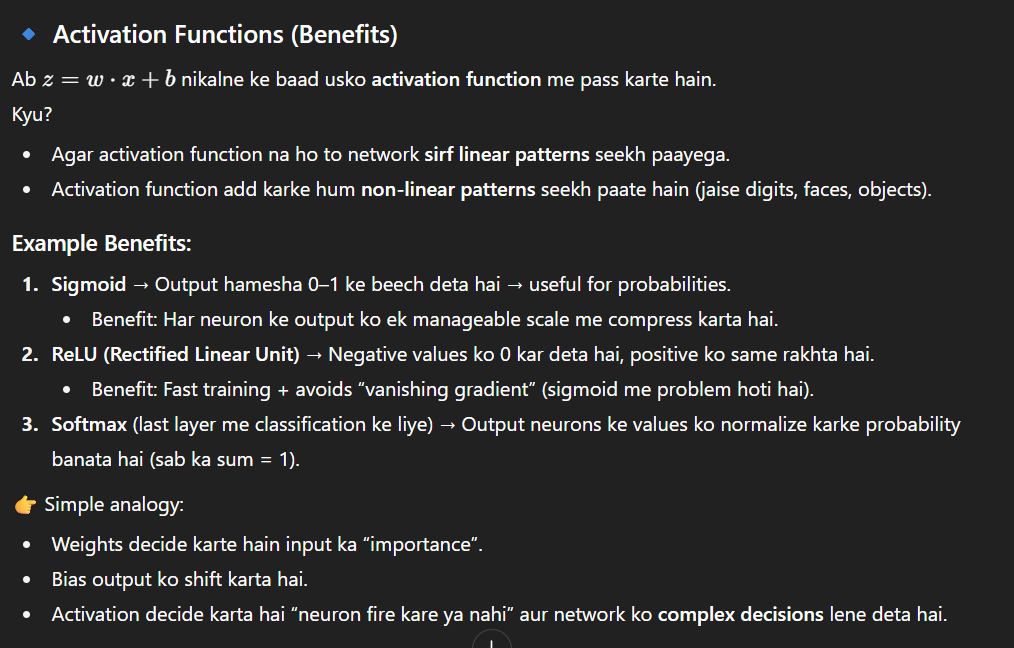 Activation Functions (Benefits)
Ab z = w · x + b nikalne ke baad usko activation function me pass karte hain.
Kyu?
Agar activation function na ho to network sirf linear patterns seekh paayega.
Activation function add karke hum non-linear patterns seekh paate hain (jaise digits, faces, objects).
Example Benefits:
1. Sigmoid → Output hamesha 0–1 ke beech deta hai → useful for probabilities.
Benefit: Har neuron ke output ko ek manageable scale me compress karta hai.
2. ReLU (Rectified Linear Unit) → Negative values ko 0 kar deta hai, positive ko same rakhta hai.
Benefit: Fast training + avoids “vanishing gradient” (sigmoid me problem hoti hai).
3. Softmax (last layer me classification ke liye) → Output neurons ke values ko normalize karke probability
banata hai (sab ka sum = 1).
👉 Simple analogy:
Weights decide karte hain input ka “importance”.
Bias output ko shift karta hai.
Activation decide karta hai “neuron fire kare ya nahi” aur network ko complex decisions lene deta hai.